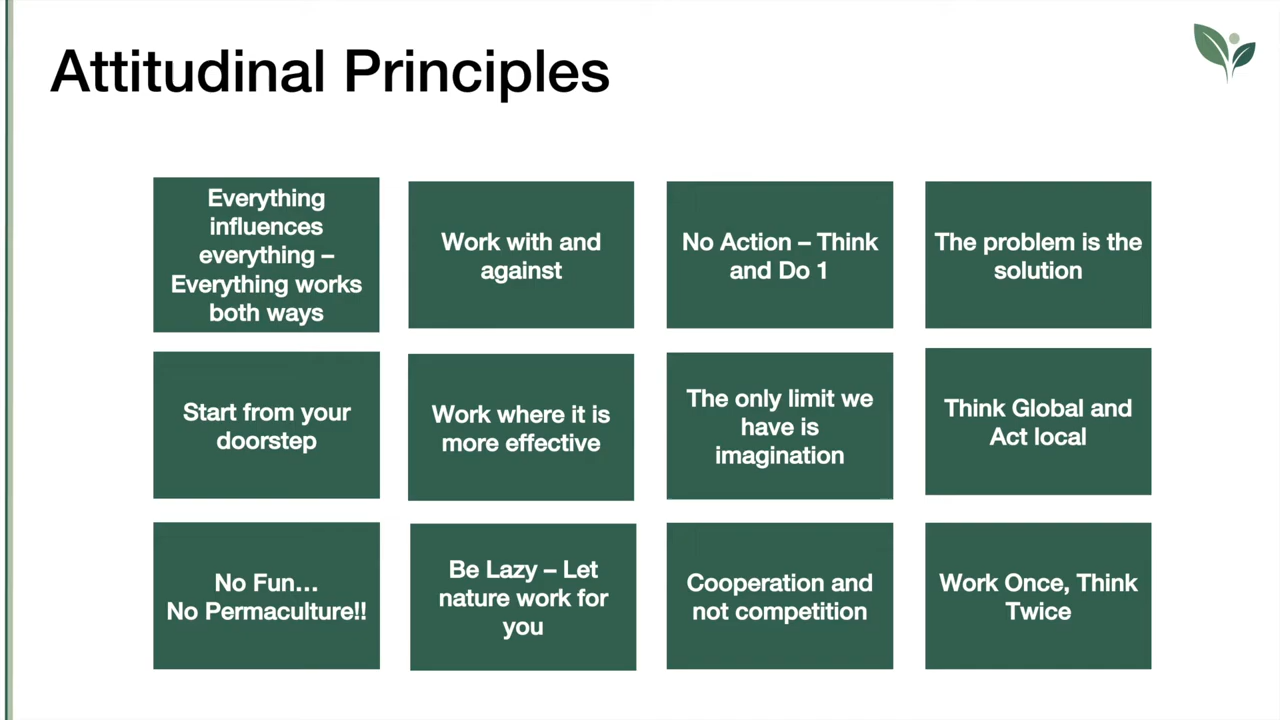 Attitudinal Principles
Everything
influences
everything –
Everything works
both ways
Work with and
against
No Action – Think
and Do 1
The problem is the
solution
Start from your
doorstep
Work where it is
more effective
The only limit we
have is
imagination
Think Global and
Act local
No Fun...
No Permaculture!!
Be Lazy – Let
nature work for
you
Cooperation and
not competition
Work Once, Think
Twice